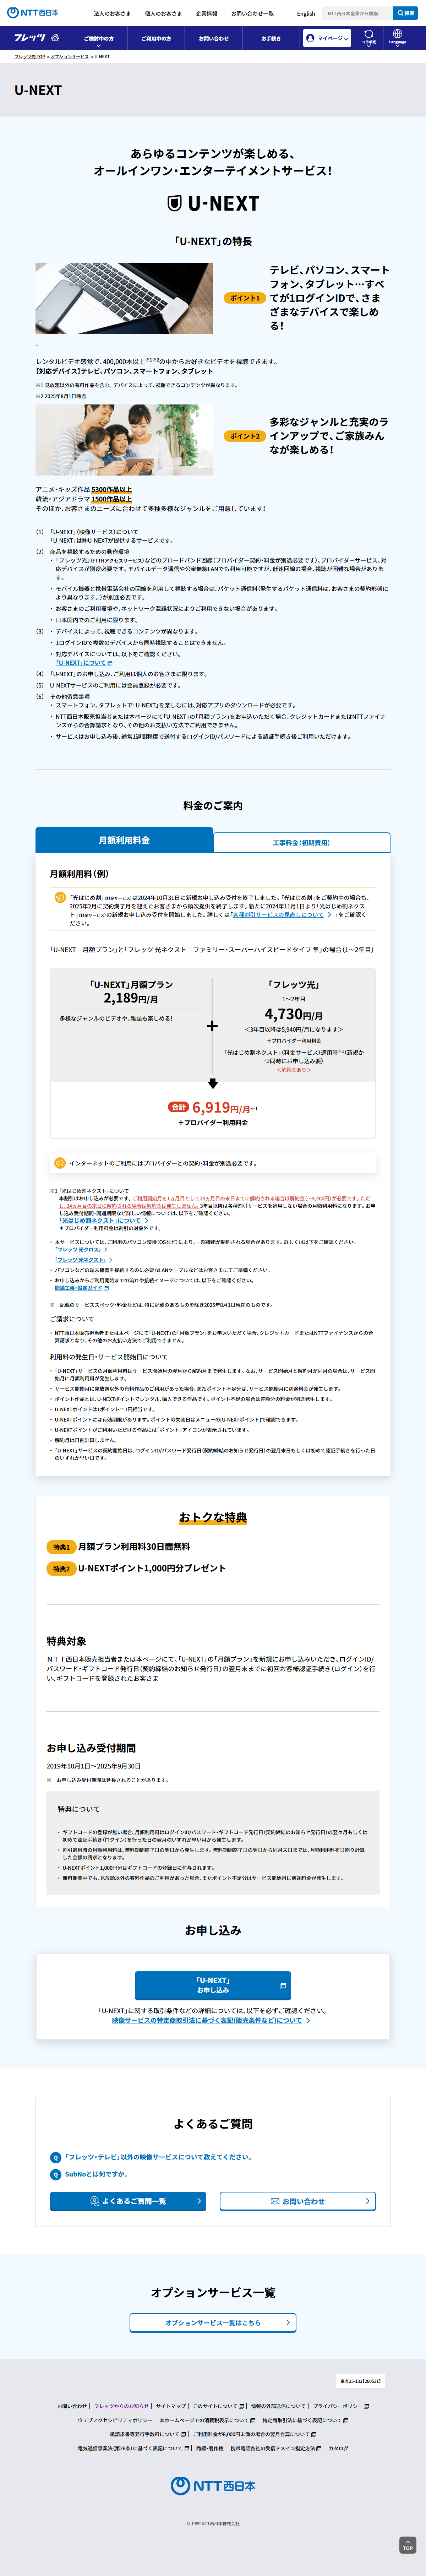 NTT西日本
法人のお客さま
個人のお客さま
企業情報
お問い合わせ一覧
English
NTT西日本全体から検索
検索
フレッツ
ご検討中の方
ご利用中の方
お問い合わせ
お手続き
マイページ
コラボ光
Language
フレッツ光 TOP > オプションサービス > U-NEXT
U-NEXT
あらゆるコンテンツが楽しめる、
オールインワン・エンターテイメントサービス！
U-NEXT
「U-NEXT」の特長
ポイント1
テレビ、パソコン、スマート
フォン、タブレット…すべ
てが1ログインIDで、さま
ざまなデバイスで楽しめ
る！
-
レンタルビデオ感覚で、400,000本以上※1※2の中からお好きなビデオを視聴できます。
【対応デバイス】テレビ、パソコン、スマートフォン、タブレット
※1 見放題以外の有料作品を含む。デバイスによって、視聴できるコンテンツが異なります。
※2 2025年8月1日時点
ポイント2
多彩なジャンルと充実のラ
インアップで、ご家族みん
なが楽しめる！
アニメ・キッズ作品 5300作品以上
韓流・アジアドラマ 1500作品以上
そのほか、お客さまのニーズに合わせて多種多様なジャンルをご用意しています！
（1） 「U-NEXT」（映像サービス）について
「U-NEXT」は㈱U-NEXTが提供するサービスです。
（2） 商品を視聴するための動作環境
・ 「フレッツ光」（FTTHアクセスサービス）などのブロードバンド回線（プロバイダー契約・料金が別途必要です）、プロバイダーサービス、対
応デバイスが別途必要です。モバイルデータ通信や公衆無線LANでも利用可能ですが、低速回線の場合、視聴が困難な場合がありま
す。
・ モバイル機器と携帯電話会社の回線を利用して視聴する場合は、パケット通信料（発生するパケット通信料は、お客さまの契約形態に
より異なります。）が別途必要です。
・ お客さまのご利用環境や、ネットワーク混雑状況によりご利用できない場合があります。
・ 日本国内でのご利用に限ります。
（3） ・ デバイスによって、視聴できるコンテンツが異なります。
・ 1ログインIDで複数のデバイスから同時視聴することはできません。
・ 対応デバイスについては、以下をご確認ください。
「U-NEXT」について
（4） 「U-NEXT」のお申し込み、ご利用は個人のお客さまに限ります。
（5） U-NEXTサービスのご利用には会員登録が必要です。
（6） その他留意事項
・ スマートフォン、タブレットで「U-NEXT」を楽しむには、対応アプリのダウンロードが必要です。
・ NTT西日本販売担当者または本ページにて「U-NEXT」の「月額プラン」をお申込いただく場合、クレジットカードまたはNTTファイナ
ンスからの合算請求となり、その他のお支払い方法でご利用できません。
・ サービスはお申し込み後、通常1週間程度で送付するログインID/パスワードによる認証手続き後ご利用いただけます。
料金のご案内
月額利用料金
工事料金（初期費用）
月額利用料（例）
「光はじめ割」（料金サービス）は2024年10月31日に新規お申し込み受付を終了しました。「光はじめ割」をご契約中の場合も、
2025年2月に契約満了月を迎えたお客さまから順次提供を終了します。新たに2024年11月1日より「光はじめ割ネクス
ト」（料金サービス）の新規お申し込み受付を開始しました。詳しくは「各種割引サービスの見直しについて 」をご確認く
ださい。
「U-NEXT 月額プラン」と「フレッツ 光ネクスト ファミリー・スーパーハイスピードタイプ 隼」の場合（1～2年目）
「U-NEXT」月額プラン
2,189円/月
多様なジャンルのビデオや、雑誌も楽しめる！
+
「フレッツ光」
1～2年目
4,730円/月
＜3年目以降は5,940円/月になります＞
＋プロバイダー利用料金
「光はじめ割ネクスト」（料金サービス）適用時※1（新規か
つ同時にお申し込み要）
＜解約金あり＞
合計 6,919円/月※1
＋プロバイダー利用料金
インターネットのご利用にはプロバイダーとの契約・料金が別途必要です。
※1 「光はじめ割ネクスト」について
本割引はお申し込みが必要です。ご利用開始月を1ヵ月目として24ヵ月目の末日までに解約される場合は解約金（～4,400円）が必要です。ただ
し、24ヵ月目の末日に解約される場合は解約金は発生しません。3年目以降は各種割引サービスを適用しない場合の月額利用料になります。お申
し込み受付期間・関連期間など詳しい情報については、以下をご確認ください。
「光はじめ割ネクスト」について
＊プロバイダー利用料金は割引の対象外です。
・ 本サービスについては、ご利用のパソコン環境（OSなど）により、一部機能が制限される場合があります。詳しくは以下をご確認ください。
「フレッツ 光クロス」
「フレッツ 光ネクスト」
・ パソコンなどの端末機器を接続するのに必要なLANケーブルなどはお客さまにてご準備ください。
・ お申し込みからご利用開始までの流れや接続イメージについては、以下をご確認ください。
開通工事・設定ガイド
※ 記載のサービススペック・料金などは、特に記載のあるものを除き2025年8月1日現在のものです。
ご請求について
・ NTT西日本販売担当者または本ページにて「U-NEXT」の「月額プラン」をお申込いただく場合、クレジットカードまたはNTTファイナンスからの合
算請求となり、その他のお支払い方法でご利用できません。
利用料の発生日・サービス開始日について
・ 「U-NEXT」サービスの月額利用料はサービス開始月の翌月から解約月まで発生します。なお、サービス開始月と解約月が同月の場合は、サービス開
始月に月額利用料が発生します。
・ サービス開始月に見放題以外の有料作品のご利用があった場合、またポイント不足分は、サービス開始月に別途料金が発生します。
・ ポイント作品とは、U-NEXTポイントでレンタル、購入できる作品です。ポイント不足の場合は差額分の料金が別途発生します。
・ U-NEXTポイントは1ポイント＝1円相当です。
・ U-NEXTポイントには有効期限があります。ポイントの失効日はメニューの[U-NEXTポイント]で確認できます。
・ U-NEXTポイントがご利用いただける作品には「ポイント」アイコンが表示されています。
・ 解約月は日割計算しません。
・ 「U-NEXT」サービスの契約開始日は、ログインID/パスワード発行日（契約締結のお知らせ発行日）の翌月末日もしくは初めて認証手続きを行った日
のいずれか早い日です。
おトクな特典
特典1 月額プラン利用料30日間無料
特典2 U-NEXTポイント1,000円分プレゼント
特典対象
ＮＴＴ西日本販売担当者または本ページにて、「U-NEXT」の「月額プラン」を新規にお申し込みいただき、ログインID/
パスワード・ギフトコード発行日（契約締結のお知らせ発行日）の翌月末までに初回お客様認証手続き（ログイン）を行
い、ギフトコードを登録されたお客さま
お申し込み受付期間
2019年10月1日～2025年9月30日
※ お申し込み受付期間は延長されることがあります。
特典について
・ ギフトコードの登録が無い場合、月額利用料はログインID/パスワード・ギフトコード発行日（契約締結のお知らせ発行日）の翌々月もしくは
初めて認証手続き（ログイン）を行った日の翌月のいずれか早い月から発生します。
・ 割引適用時の月額利用料は、無料期間終了日の翌日から発生します。無料期間終了日の翌日から同月末日までは、月額利用料を日割り計算
した金額の請求となります。
・ U-NEXTポイント1,000円分はギフトコードの登録日に付与されます。
・ 無料期間中でも、見放題以外の有料作品のご利用があった場合、またポイント不足分はサービス開始月に別途料金が発生します。
お申し込み
「U-NEXT」
お申し込み
「U-NEXT」に関する取引条件などの詳細については、以下を必ずご確認ください。
映像サービスの特定商取引法に基づく表記(販売条件など)について
よくあるご質問
Q 「フレッツ・テレビ」以外の映像サービスについて教えてください。
Q SubNoとは何ですか。
よくあるご質問一覧
お問い合わせ
オプションサービス一覧
オプションサービス一覧はこちら
審査25-132【260531】
お問い合わせ
フレッツからのお知らせ
サイトマップ
このサイトについて
情報の外部送信について
プライバシーポリシー
ウェブアクセシビリティポリシー
本ホームページでの消費税表示について
特定商取引法に基づく表記について
紙請求書等発行手数料について
ご利用料金が8,000円未満の場合の翌月合算について
電気通信事業法（第26条）に基づく表記について
商標・著作権
携帯電話各社の受信ドメイン指定方法
カタログ
NTT西日本
© 1999 NTT西日本株式会社
TOP